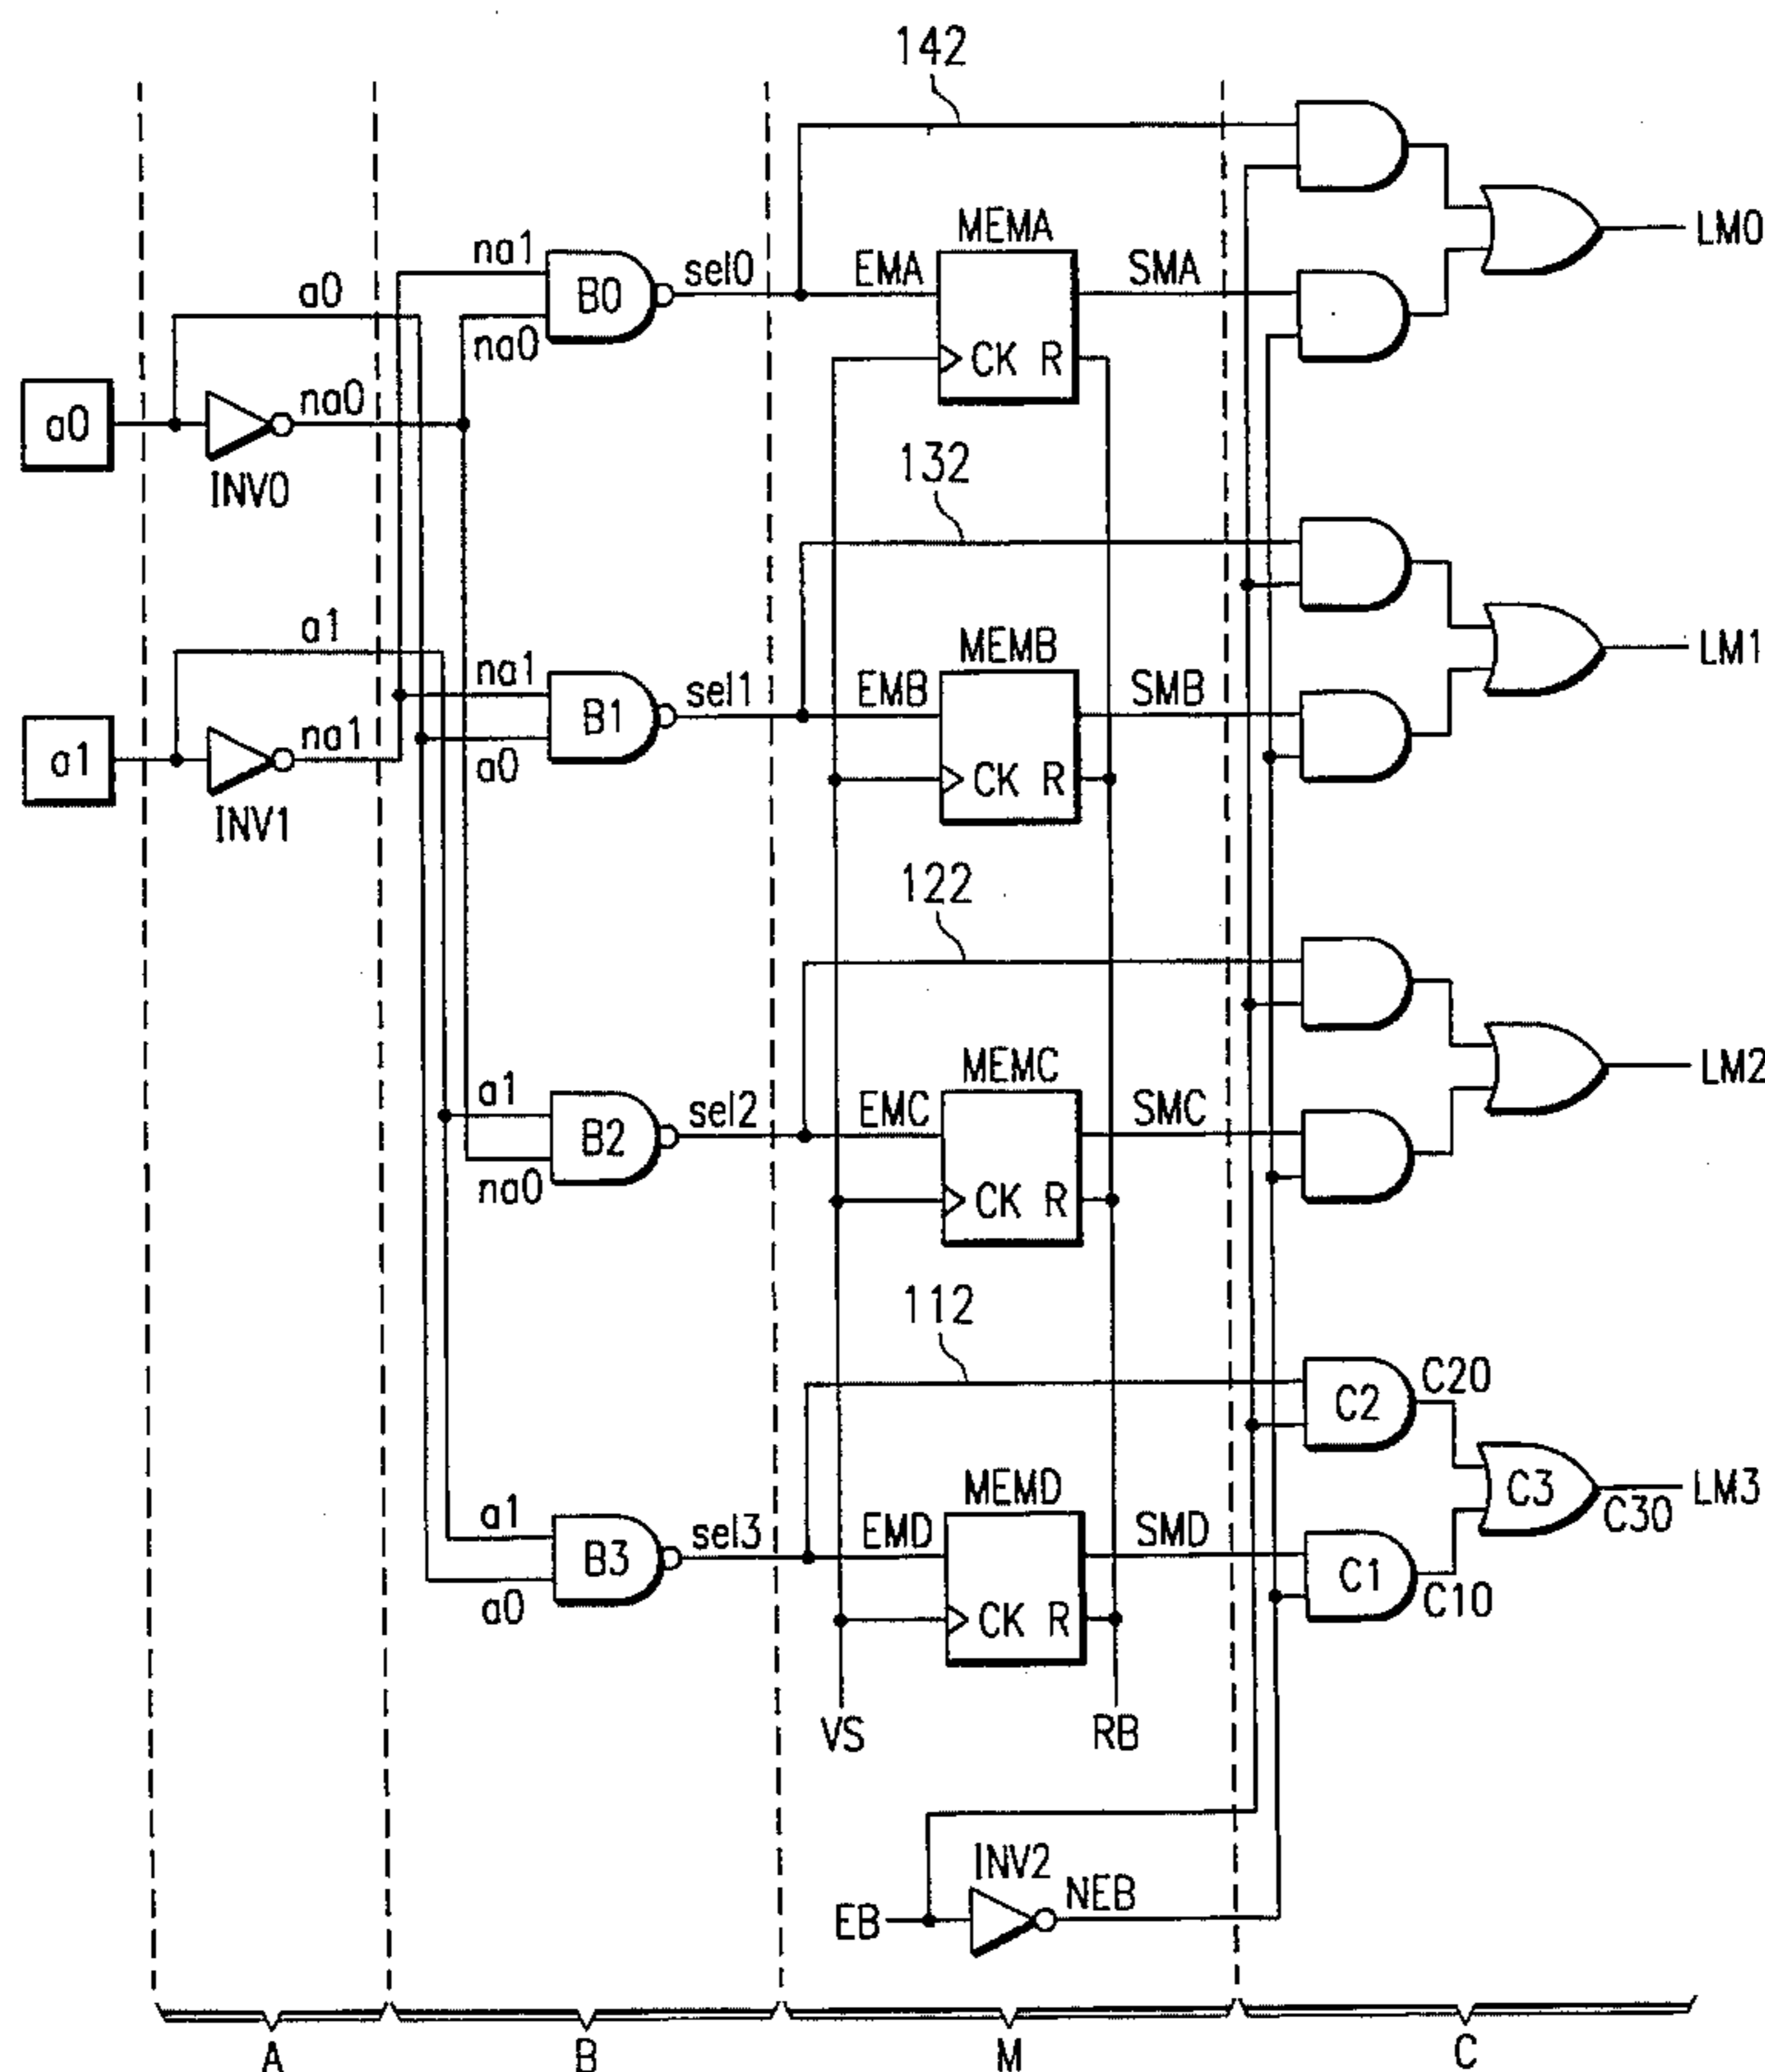 142
MEMA
na1
sel0
EMA
SMA
LM0
a0
B0
na0
CK R
a0
na0
INV0
132
a1
MEMB
na1
sel1
EMB
SMB
LM1
B1
a1
na1
a0
CK R
INV1
122
MEMC
a1
sel2
EMC
SMC
LM2
B2
na0
CK R
112
C2
C20
MEMD
a1
sel3
EMD
SMD
C3
LM3
C30
B3
C1
a0
CK R
C10
VS
RB
INV2
EB
NEB
A
B
M
C